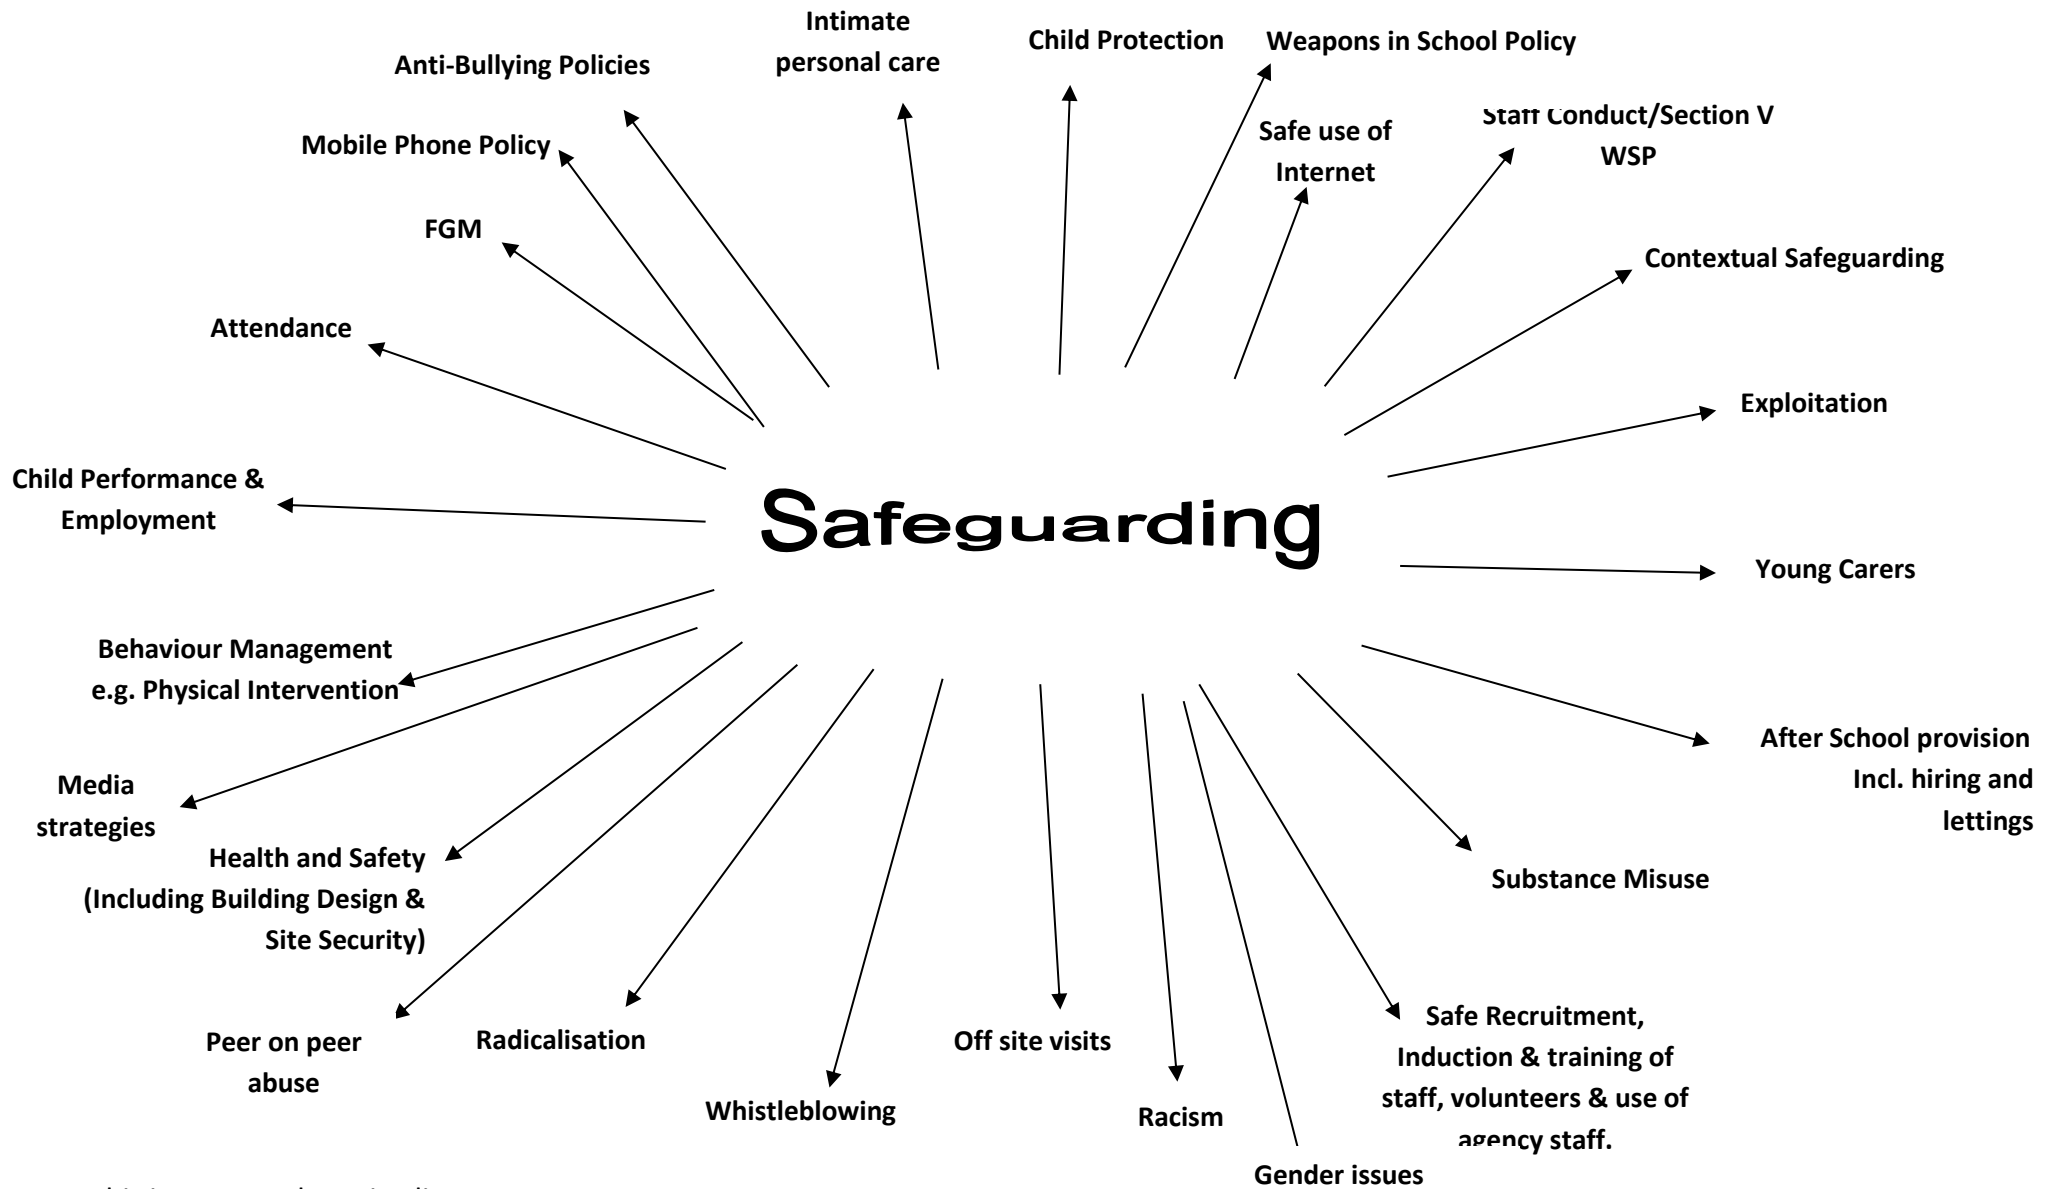 Intimate
personal care
Child Protection
Weapons in School Policy
Anti-Bullying Policies
Staff Conduct/Section V
WSP
Safe use of
Internet
Mobile Phone Policy
FGM
Contextual Safeguarding
Attendance
Exploitation
Child Performance &
Employment
Safeguarding
Young Carers
Behaviour Management
e.g. Physical Intervention
After School provision
Incl. hiring and
lettings
Media
strategies
Health and Safety
(Including Building Design &
Site Security)
Substance Misuse
Peer on peer
abuse
Radicalisation
Whistleblowing
Off site visits
Racism
Safe Recruitment,
Induction & training of
staff, volunteers & use of
agency staff.
Gender issues